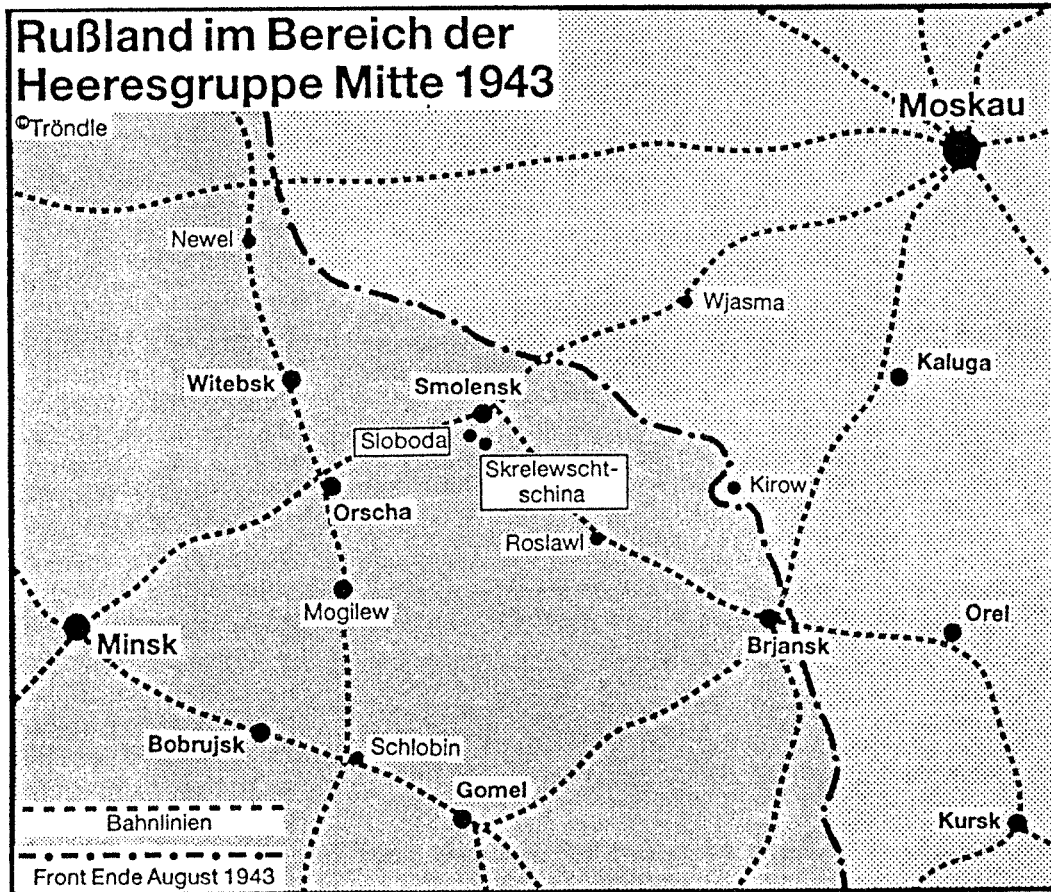 Rußland im Bereich der
Heeresgruppe Mitte 1943
©Tröndle
Moskau
Newel
Wjasma
Witebsk
Kaluga
Smolensk
Sloboda
Skrelewscht-
schina
Kirow
Orscha
Roslawl
Mogilew
Orel
Minsk
Brjansk
Bobrujsk
Schlobin
Gomel
Kursk
Bahnlinien
Front Ende August 1943